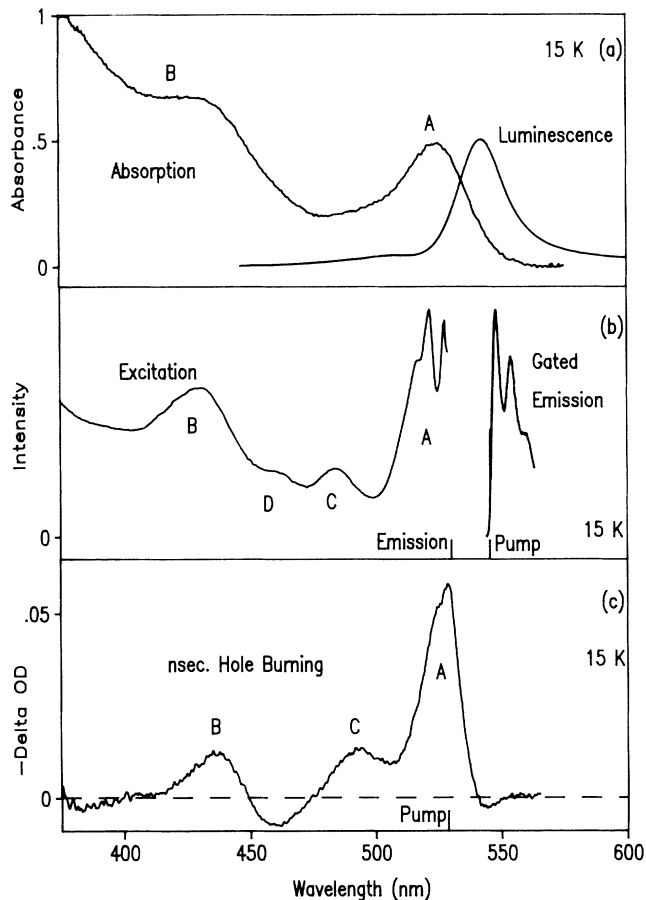 1
15 K (a)
B
A
Luminescence
Absorbance
.5
Absorption
0
(b)
Excitation
Gated
Emission
B
A
Intensity
D
C
15 K
0
Emission
Pump
(c)
.05
15 K
nsec. Hole Burning
A
−Delta OD
B
C
0
Pump
400
450
500
550
600
Wavelength (nm)